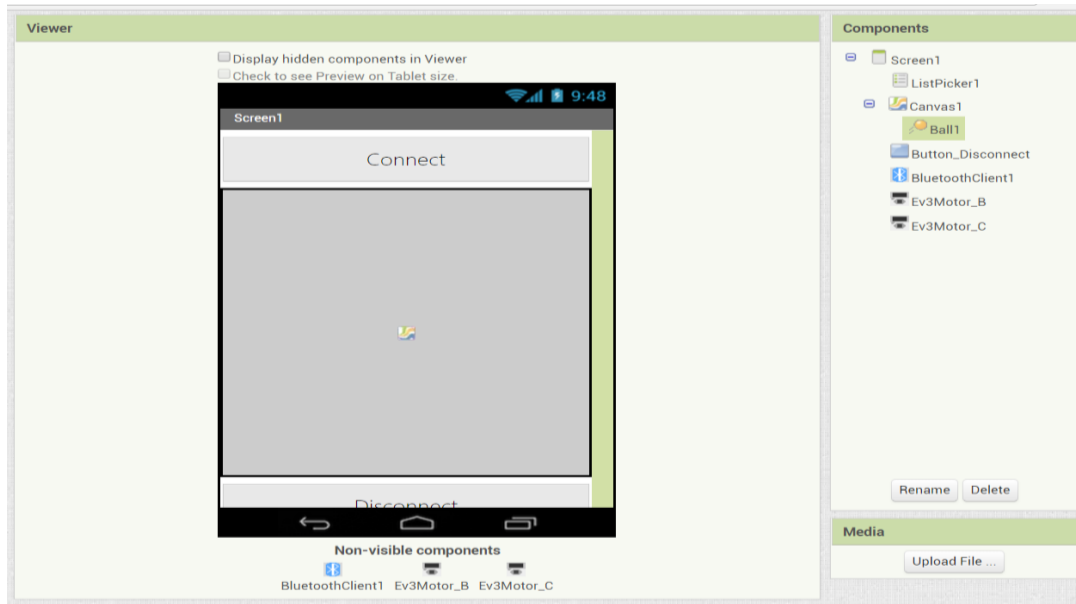 Viewer
Display hidden components in Viewer
Check to see Preview on Tablet size.
9:48
Screen1
Connect
Disconnect
Non-visible components
BluetoothClient1 Ev3Motor_B Ev3Motor_C
Components
Screen1
ListPicker1
Canvas1
Ball1
Button_Disconnect
BluetoothClient1
Ev3Motor_B
Ev3Motor_C
Rename Delete
Media
Upload File ...